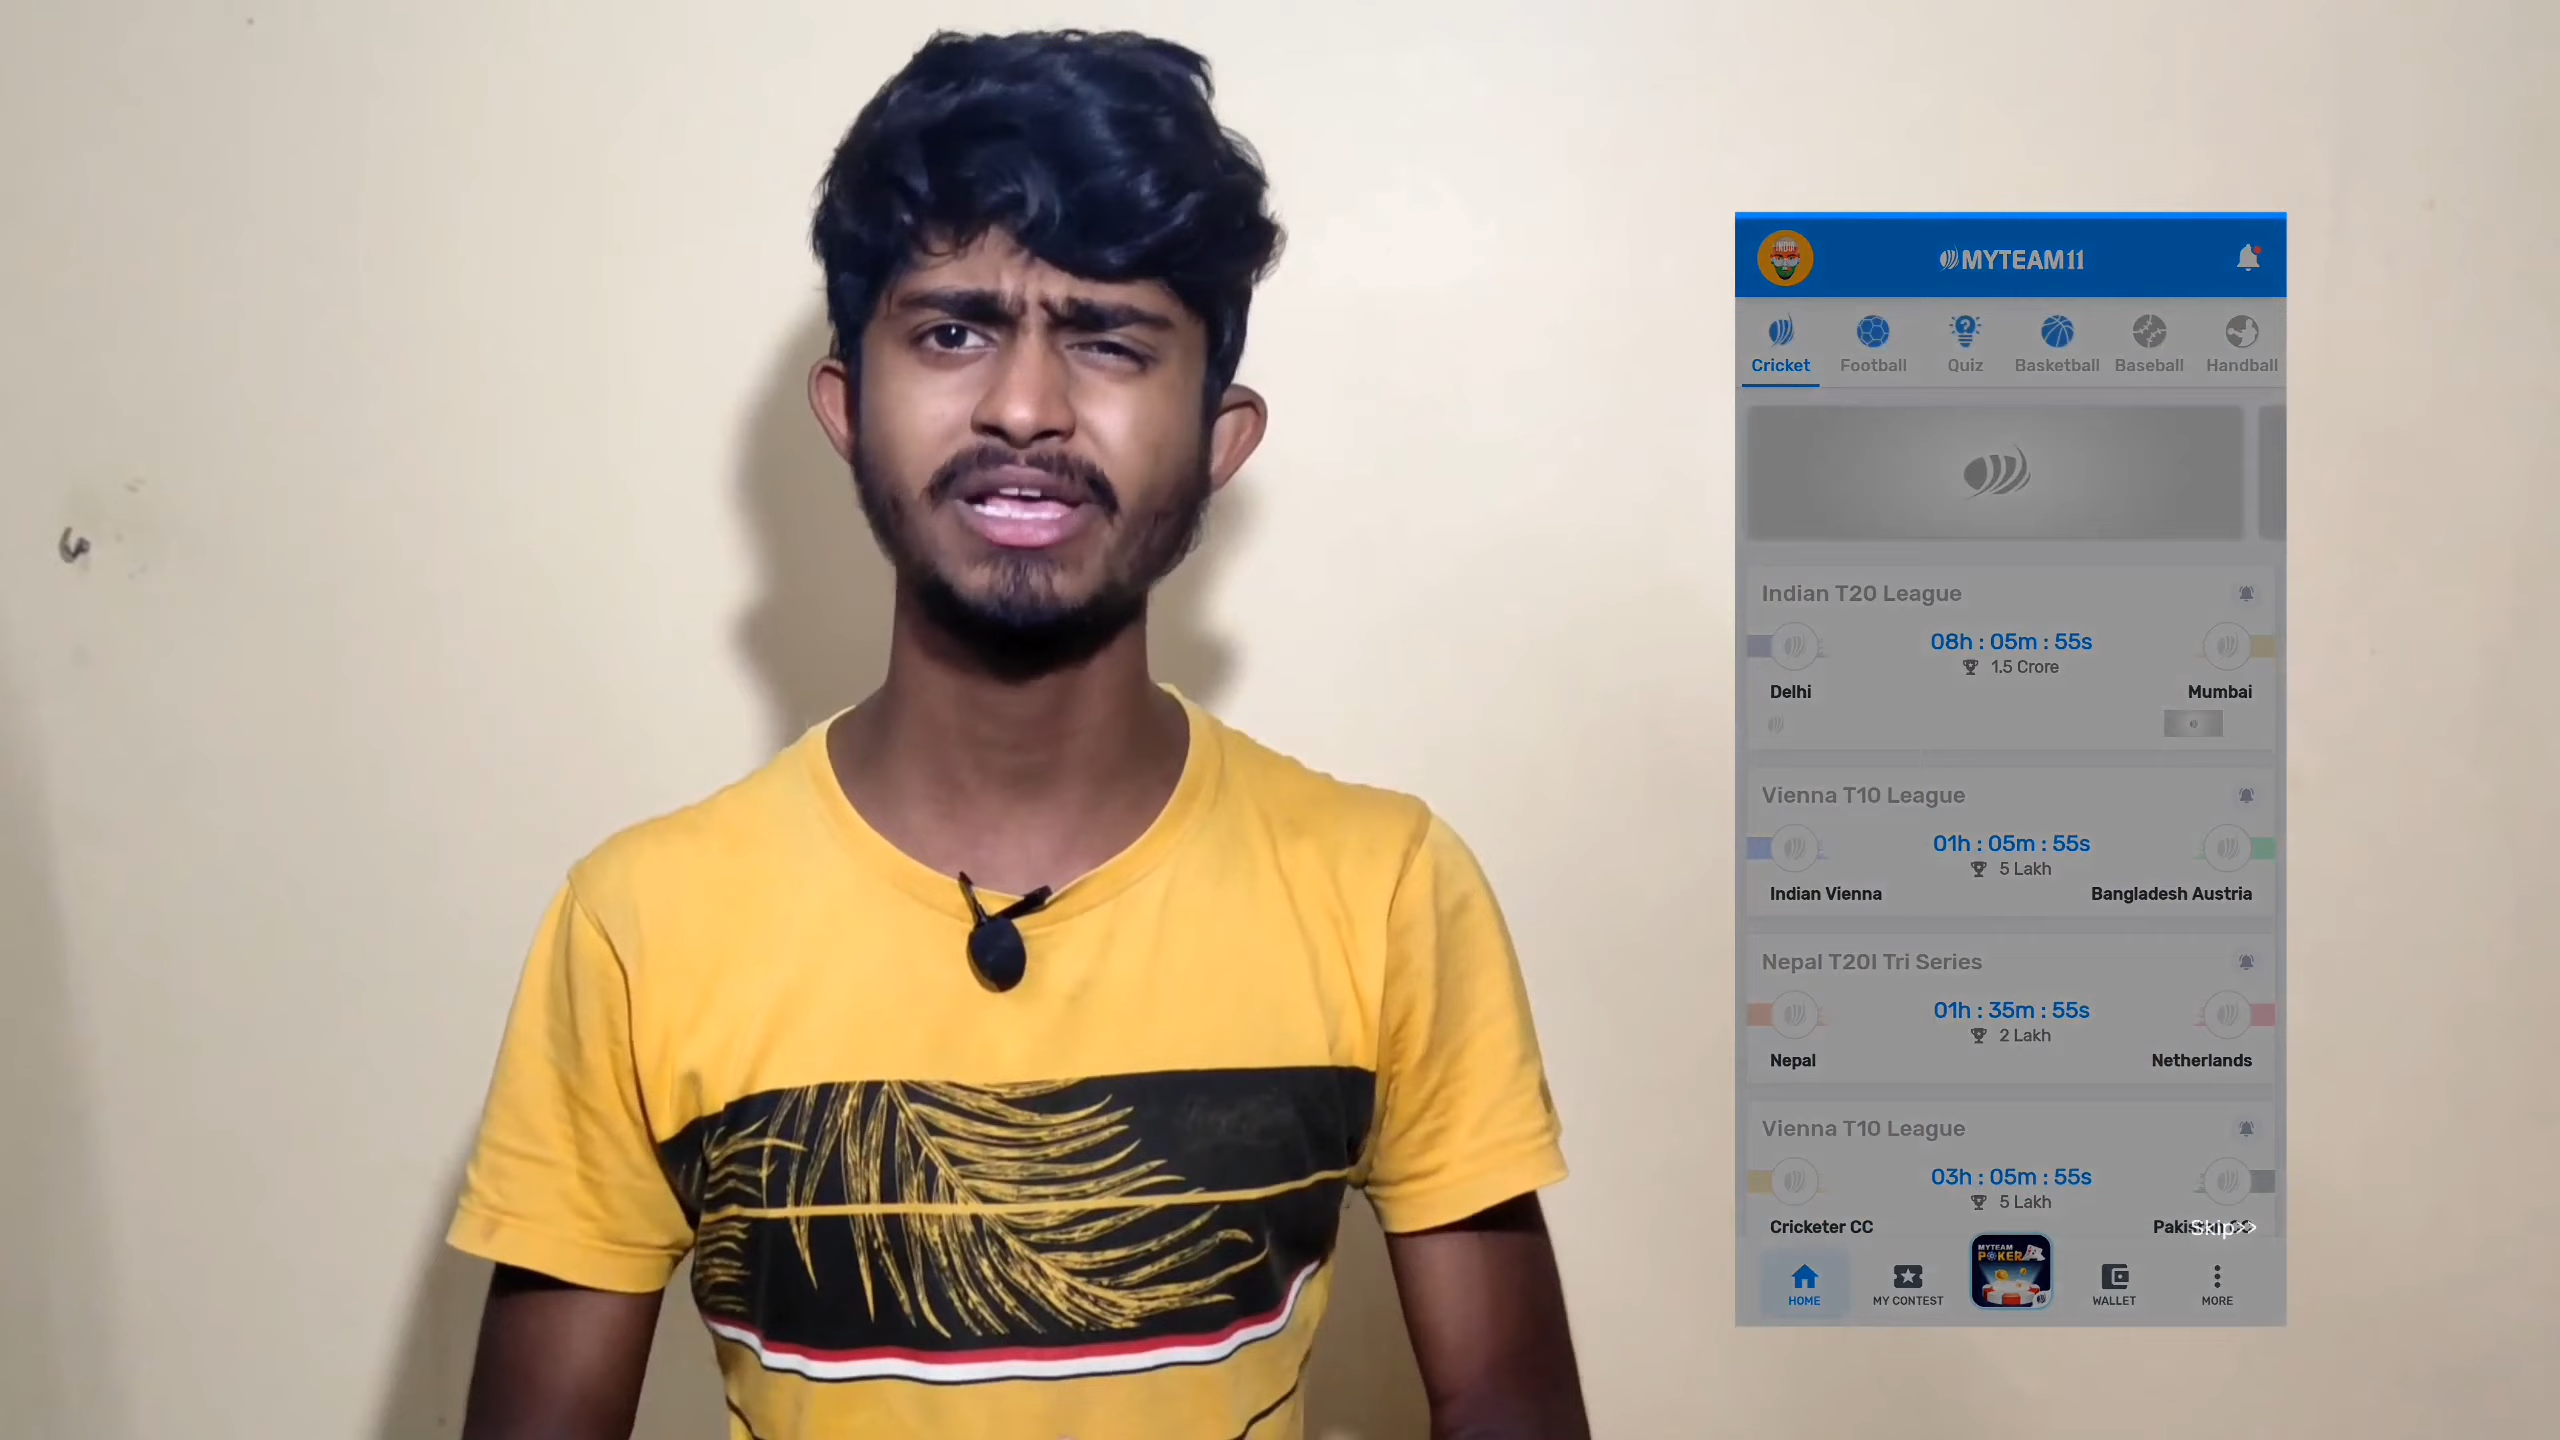 INDIA
MYTEAM11
Cricket Football Quiz Basketball Baseball Handball
Indian T20 League
08h : 05m : 55s
1.5 Crore
Delhi Mumbai
Vienna T10 League
01h : 05m : 55s
5 Lakh
Indian Vienna Bangladesh Austria
Nepal T20I Tri Series
01h : 35m : 55s
2 Lakh
Nepal Netherlands
Vienna T10 League
03h : 05m : 55s
5 Lakh
Cricketer CC
Skip>>
MYTEAM
POKER
HOME MY CONTEST WALLET MORE